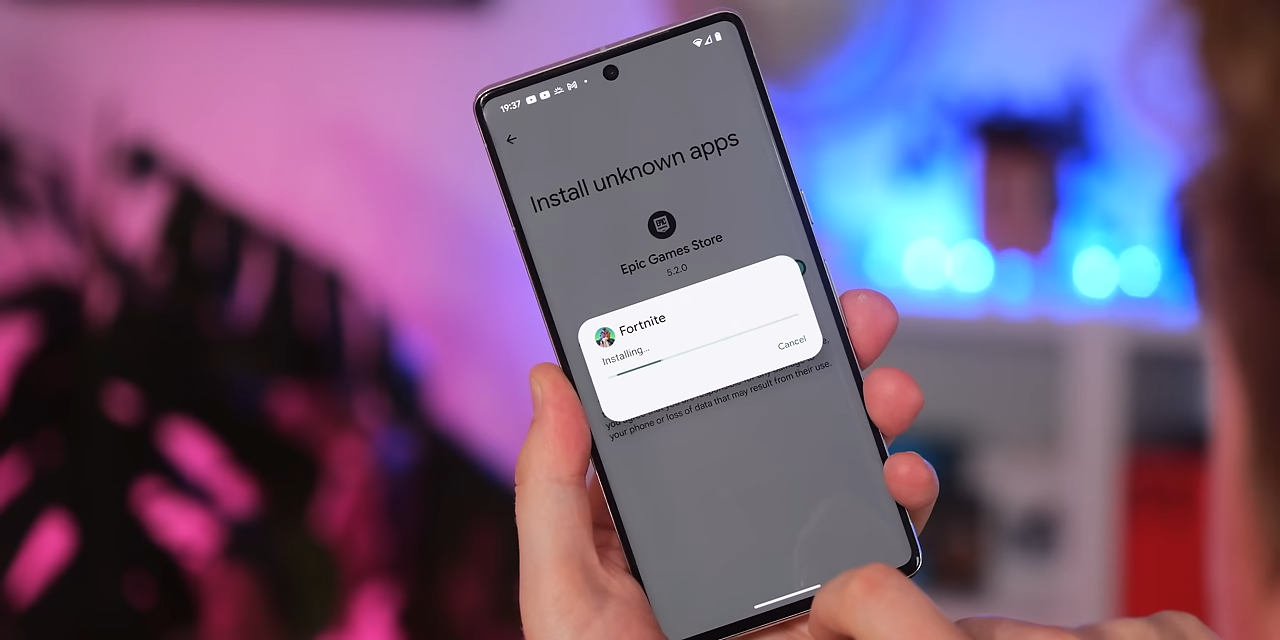 19:37
Install unknown apps
EPIC
Epic Games Store
5.2.0
Fortnite
Installing...
Cancel
your phone or loss of data that may result from their use.